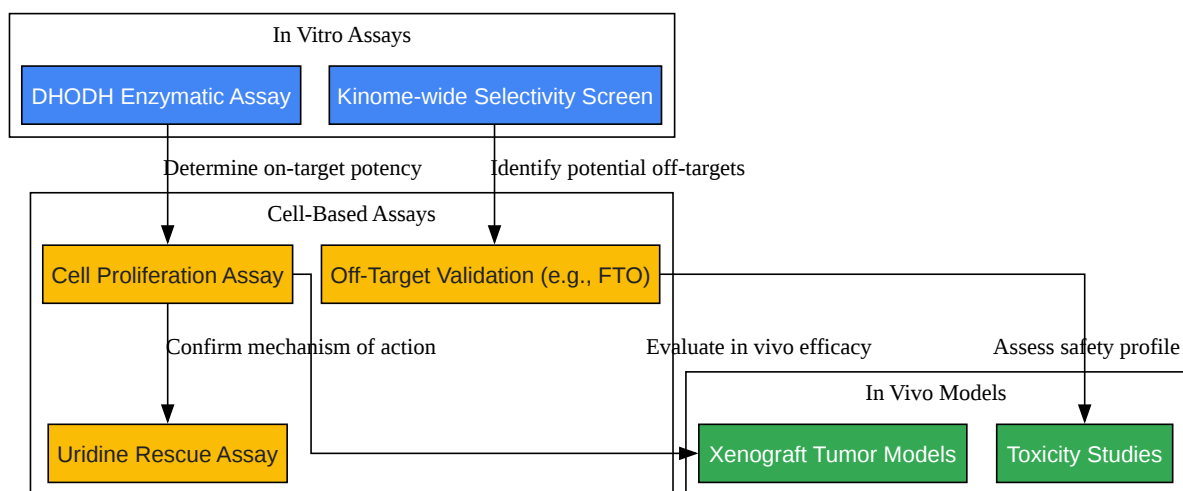 In Vitro Assays
DHODH Enzymatic Assay
Kinome-wide Selectivity Screen
Determine on-target potency
Identify potential off-targets
Cell-Based Assays
Cell Proliferation Assay
Off-Target Validation (e.g., FTO)
Confirm mechanism of action
Evaluate in vivo efficacy
Assess safety profile
In Vivo Models
Uridine Rescue Assay
Xenograft Tumor Models
Toxicity Studies